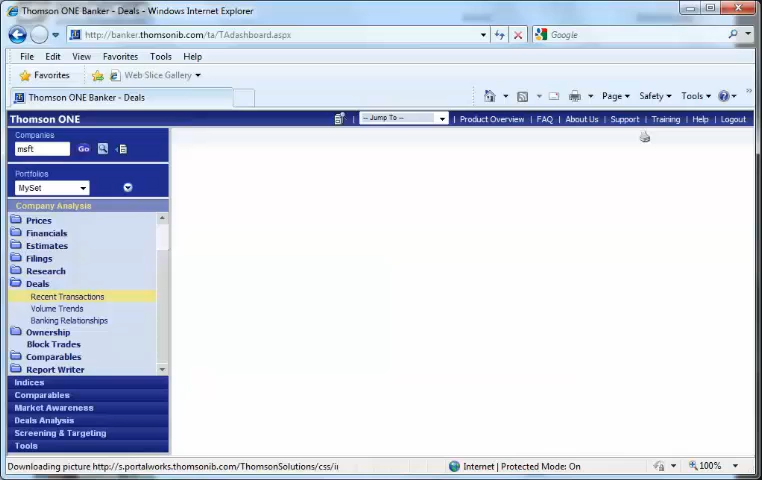 Thomson ONE Banker - Deals - Windows Internet Explorer
http://banker.thomsonib.com/ta/TAdashboard.aspx
Google
File Edit View Favorites Tools Help
Favorites Web Slice Gallery
Thomson ONE Banker - Deals
Page Safety Tools
Thomson ONE
-- Jump To --
Product Overview | FAQ | About Us | Support | Training | Help | Logout
Companies
msft
Go
Portfolios
MySet
Company Analysis
Prices
Financials
Estimates
Filings
Research
Deals
Recent Transactions
Volume Trends
Banking Relationships
Ownership
Block Trades
Comparables
Report Writer
Indices
Comparables
Market Awareness
Deals Analysis
Screening & Targeting
Tools
Downloading picture http://s.portalworks.thomsonib.com/ThomsonSolutions/css/ir
Internet | Protected Mode: On
100%